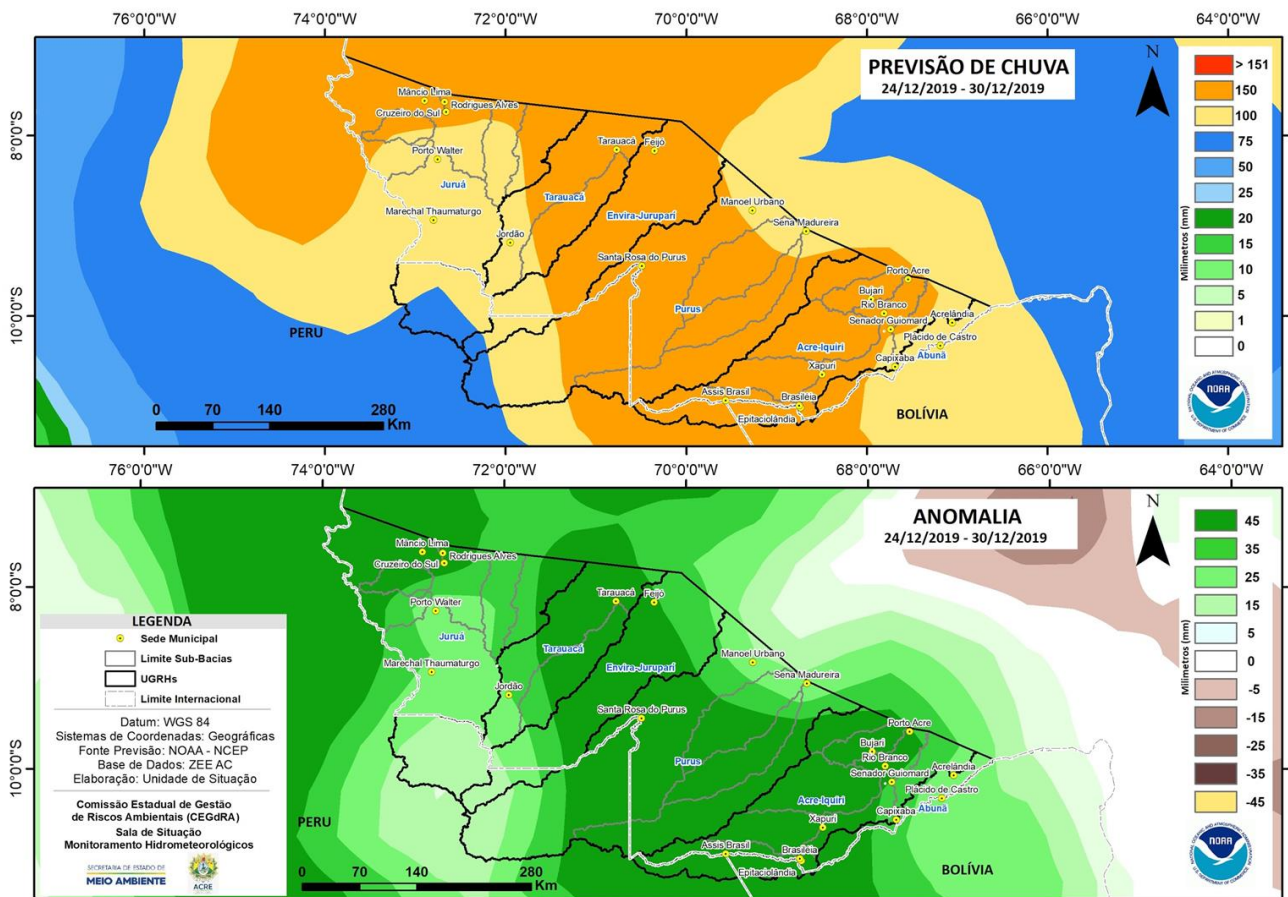 76°0'0"W 74°0'0"W 72°0'0"W 70°0'0"W 68°0'0"W 66°0'0"W 64°0'0"W
PREVISÃO DE CHUVA
24/12/2019 - 30/12/2019
N
8°0'0"S
10°0'0"S
Mâncio Lima
Rodrigues Alves
Cruzeiro do Sul
Porto Walter
Juruá
Marechal Thaumaturgo
Jordão
Tarauacá
Feijó
Tarauacá
Envira-Jurupari
Manoel Urbano
Sena Madureira
Santa Rosa do Purus
Purus
Porto Acre
Bujari
Rio Branco
Senador Guiomard
Acrelândia
Plácido de Castro
Acre-Iquiri
Abunã
Capixaba
Xapuri
Assis Brasil
Brasiléia
Epitaciolândia
PERU
BOLÍVIA
0 70 140 280
Km
Milímetros (mm)
> 151
150
100
75
50
25
20
15
10
5
1
0
NOAA
76°0'0"W 74°0'0"W 72°0'0"W 70°0'0"W 68°0'0"W 66°0'0"W 64°0'0"W
ANOMALIA
24/12/2019 - 30/12/2019
N
8°0'0"S
10°0'0"S
Mâncio Lima
Rodrigues Alves
Cruzeiro do Sul
Porto Walter
Juruá
Marechal Thaumaturgo
Jordão
Tarauacá
Feijó
Tarauacá
Envira-Jurupari
Manoel Urbano
Sena Madureira
Santa Rosa do Purus
Purus
Porto Acre
Bujari
Rio Branco
Senador Guiomard
Acrelândia
Plácido de Castro
Acre-Iquiri
Abunã
Capixaba
Xapuri
Assis Brasil
Brasiléia
Epitaciolândia
PERU
BOLÍVIA
0 70 140 280
Km
Milímetros (mm)
45
35
25
15
5
0
-5
-15
-25
-35
-45
NOAA
LEGENDA
Sede Municipal
Limite Sub-Bacias
UGRHs
Limite Internacional
Datum: WGS 84
Sistemas de Coordenadas: Geográficas
Fonte Previsão: NOAA - NCEP
Base de Dados: ZEE AC
Elaboração: Unidade de Situação
Comissão Estadual de Gestão
de Riscos Ambientais (CEGdRA)
Sala de Situação
Monitoramento Hidrometeorológicos
SECRETARIA DE ESTADO DE
MEIO AMBIENTE
ACRE